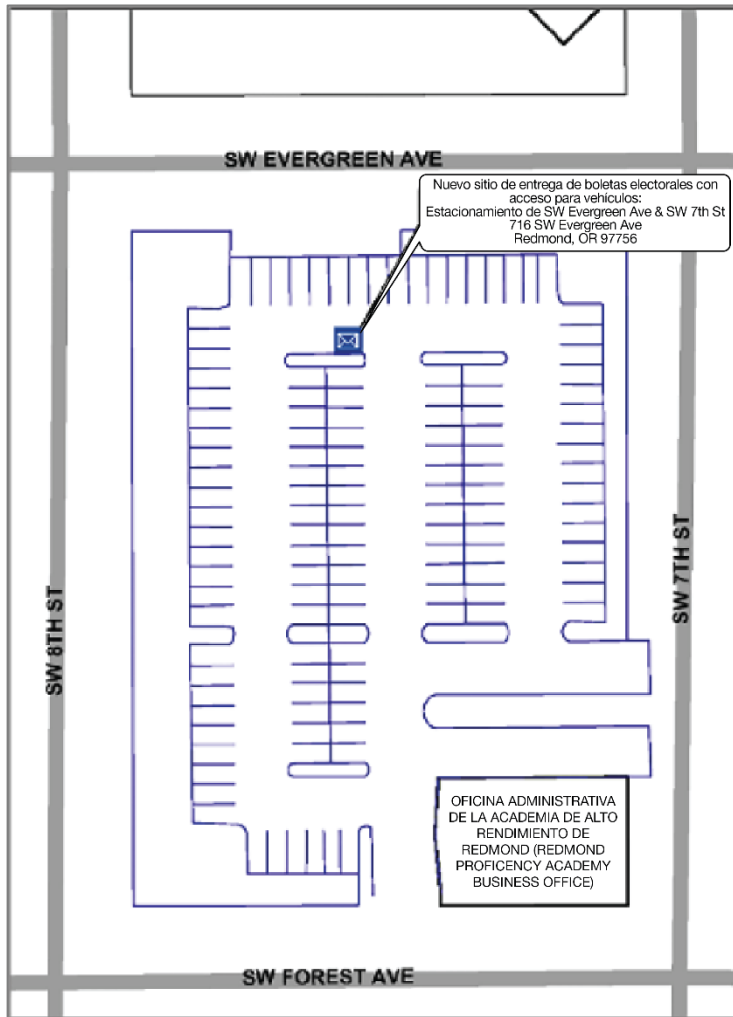 SW EVERGREEN AVE
Nuevo sitio de entrega de boletas electorales con
acceso para vehículos:
Estacionamiento de SW Evergreen Ave & SW 7th St
716 SW Evergreen Ave
Redmond, OR 97756
SW 8TH ST
SW 7TH ST
OFICINA ADMINISTRATIVA
DE LA ACADEMIA DE ALTO
RENDIMIENTO DE
REDMOND (REDMOND
PROFICENCY ACADEMY
BUSINESS OFFICE)
SW FOREST AVE